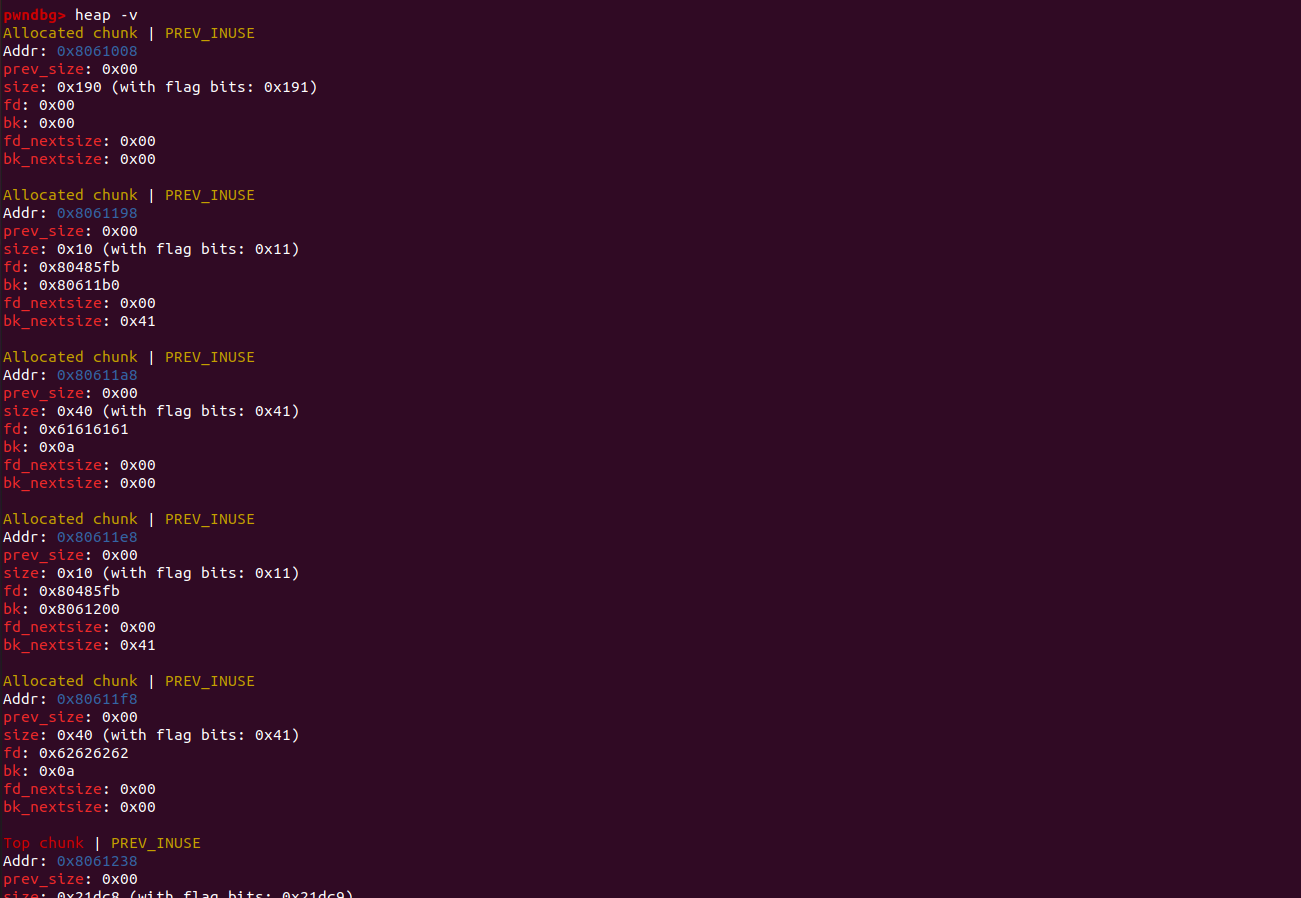 pwndbg> heap -v
Allocated chunk | PREV_INUSE
Addr: 0x8061008
prev_size: 0x00
size: 0x190 (with flag bits: 0x191)
fd: 0x00
bk: 0x00
fd_nextsize: 0x00
bk_nextsize: 0x00

Allocated chunk | PREV_INUSE
Addr: 0x8061198
prev_size: 0x00
size: 0x10 (with flag bits: 0x11)
fd: 0x80485fb
bk: 0x80611b0
fd_nextsize: 0x00
bk_nextsize: 0x41

Allocated chunk | PREV_INUSE
Addr: 0x80611a8
prev_size: 0x00
size: 0x40 (with flag bits: 0x41)
fd: 0x61616161
bk: 0x0a
fd_nextsize: 0x00
bk_nextsize: 0x00

Allocated chunk | PREV_INUSE
Addr: 0x80611e8
prev_size: 0x00
size: 0x10 (with flag bits: 0x11)
fd: 0x80485fb
bk: 0x8061200
fd_nextsize: 0x00
bk_nextsize: 0x41

Allocated chunk | PREV_INUSE
Addr: 0x80611f8
prev_size: 0x00
size: 0x40 (with flag bits: 0x41)
fd: 0x62626262
bk: 0x0a
fd_nextsize: 0x00
bk_nextsize: 0x00

Top chunk | PREV_INUSE
Addr: 0x8061238
prev_size: 0x00
size: 0x21dc8 (with flag bits: 0x21dc9)